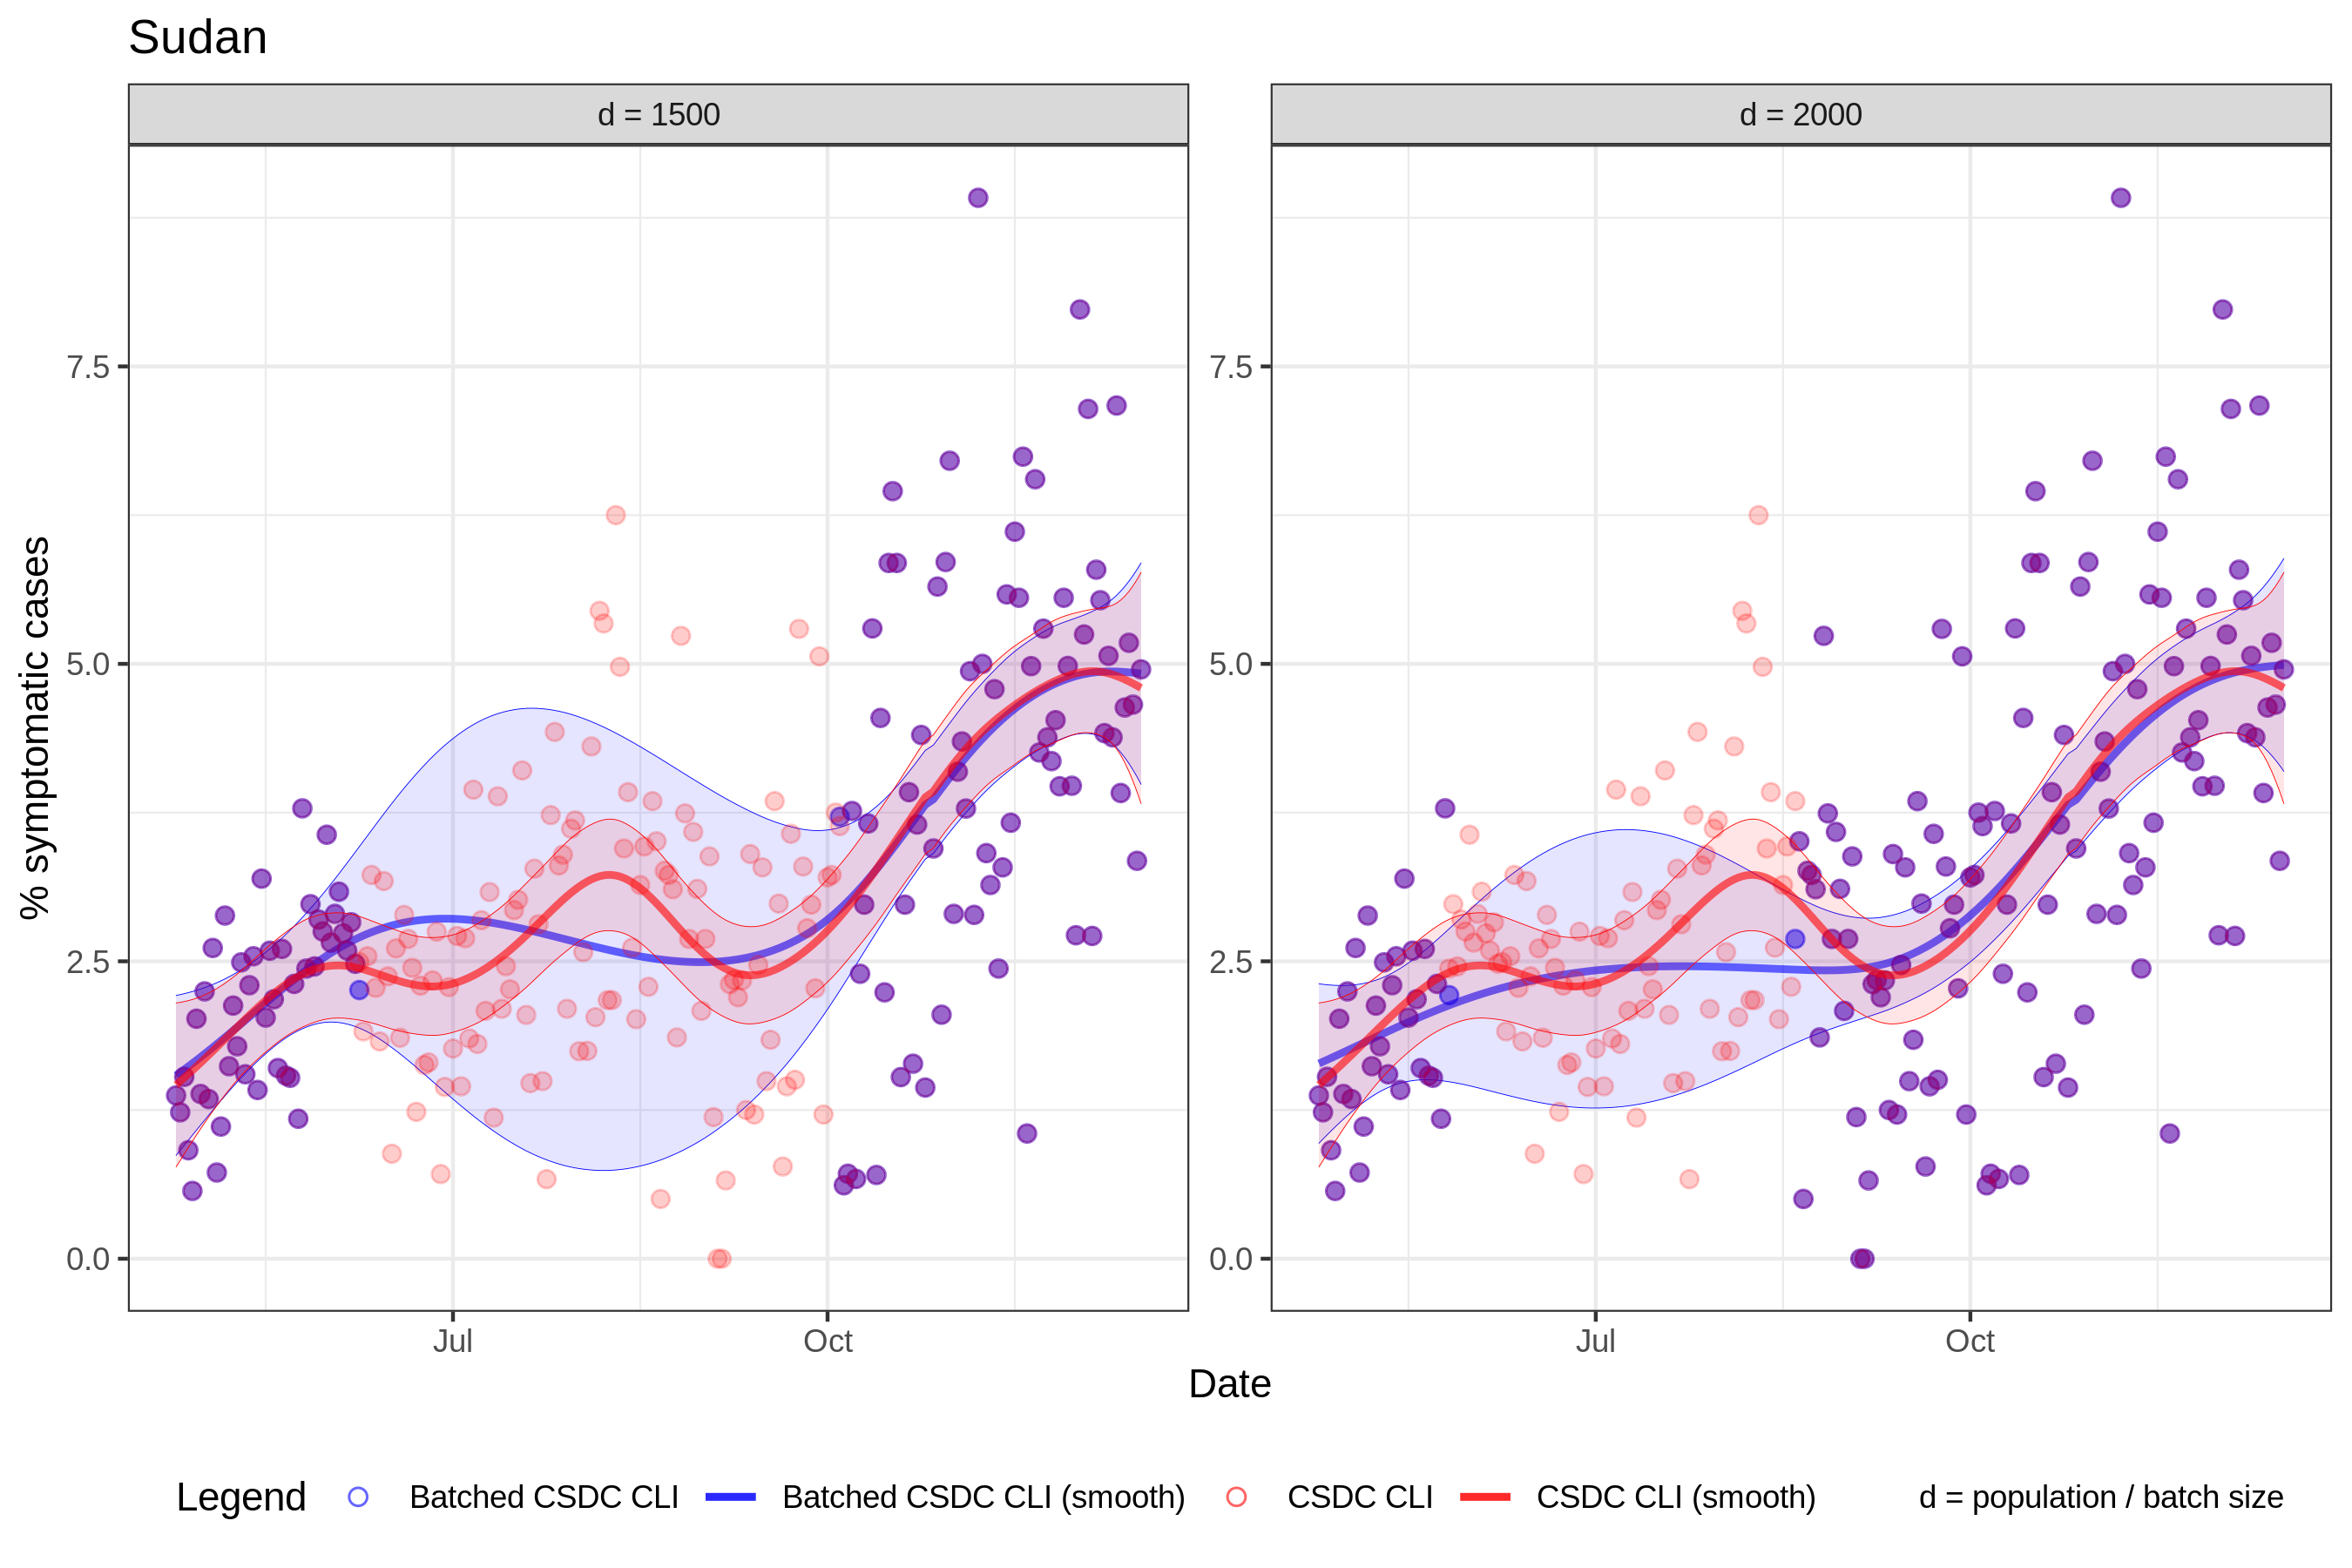 Sudan
d = 1500
d = 2000
% symptomatic cases
7.5
5.0
2.5
0.0
7.5
5.0
2.5
0.0
Jul
Oct
Jul
Oct
Date
Legend Batched CSDC CLI Batched CSDC CLI (smooth) CSDC CLI CSDC CLI (smooth) d = population / batch size